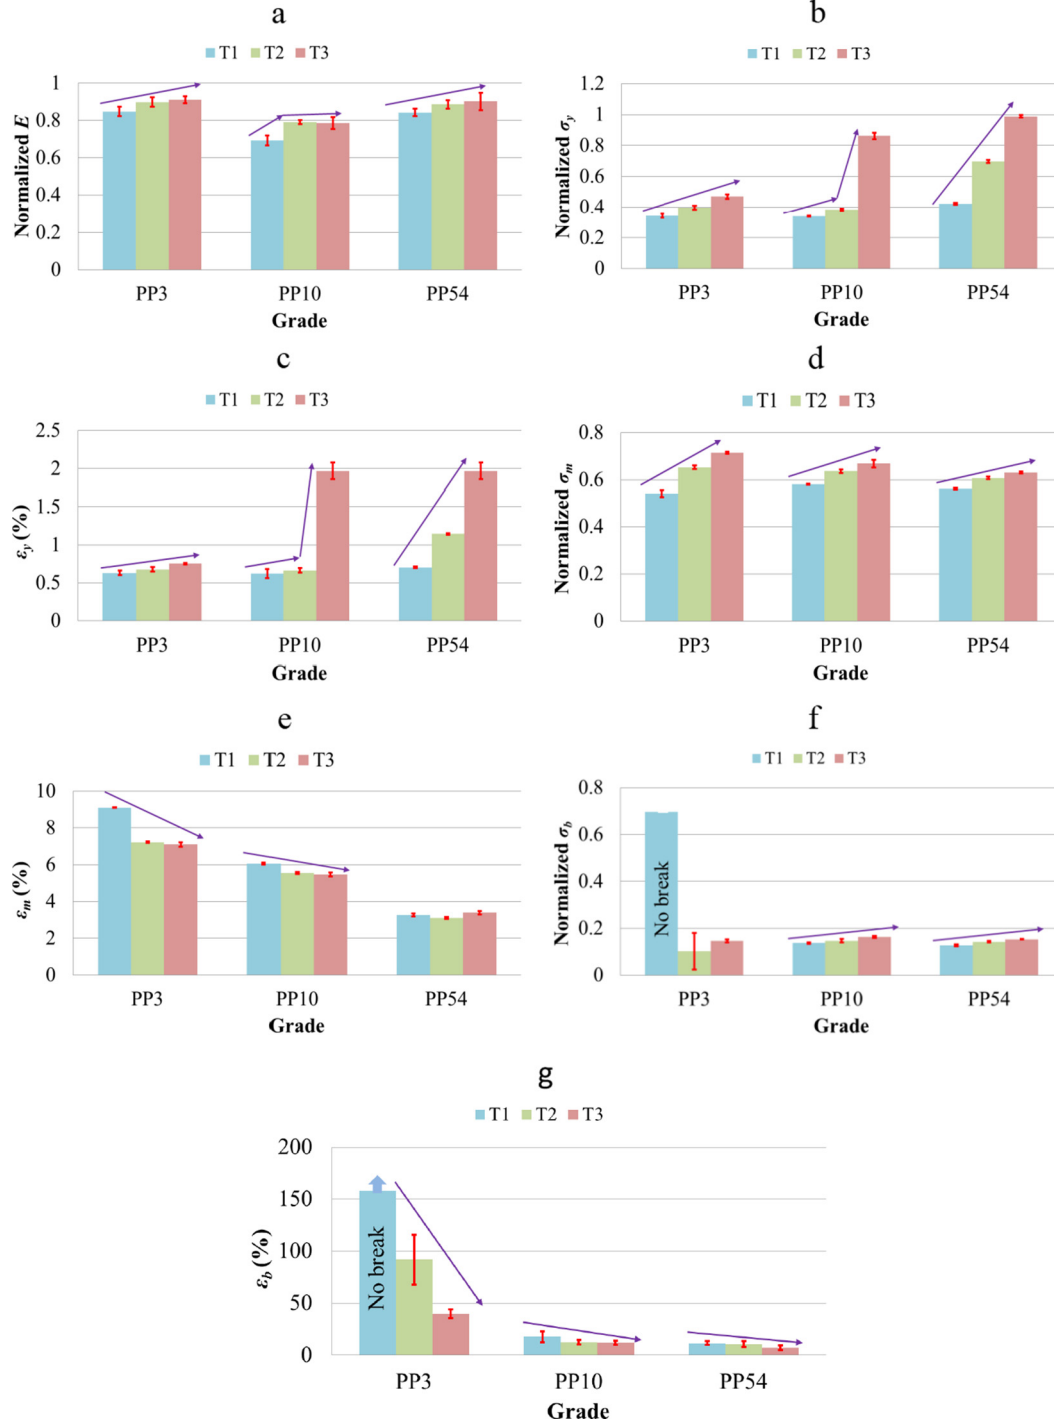 a
b
T1 T2 T3
T1 T2 T3
Normalized E
1
0.8
0.6
0.4
0.2
0
PP3 PP10 PP54
Grade
Normalized σy
1.2
1
0.8
0.6
0.4
0.2
0
PP3 PP10 PP54
Grade
c
d
T1 T2 T3
T1 T2 T3
εy (%)
2.5
2
1.5
1
0.5
0
PP3 PP10 PP54
Grade
Normalized σm
0.8
0.6
0.4
0.2
0
PP3 PP10 PP54
Grade
e
f
T1 T2 T3
T1 T2 T3
εm (%)
10
8
6
4
2
0
PP3 PP10 PP54
Grade
Normalized σb
0.8
0.6
0.4
0.2
0
No break
PP3 PP10 PP54
Grade
g
T1 T2 T3
εb (%)
200
150
100
50
0
No break
PP3 PP10 PP54
Grade